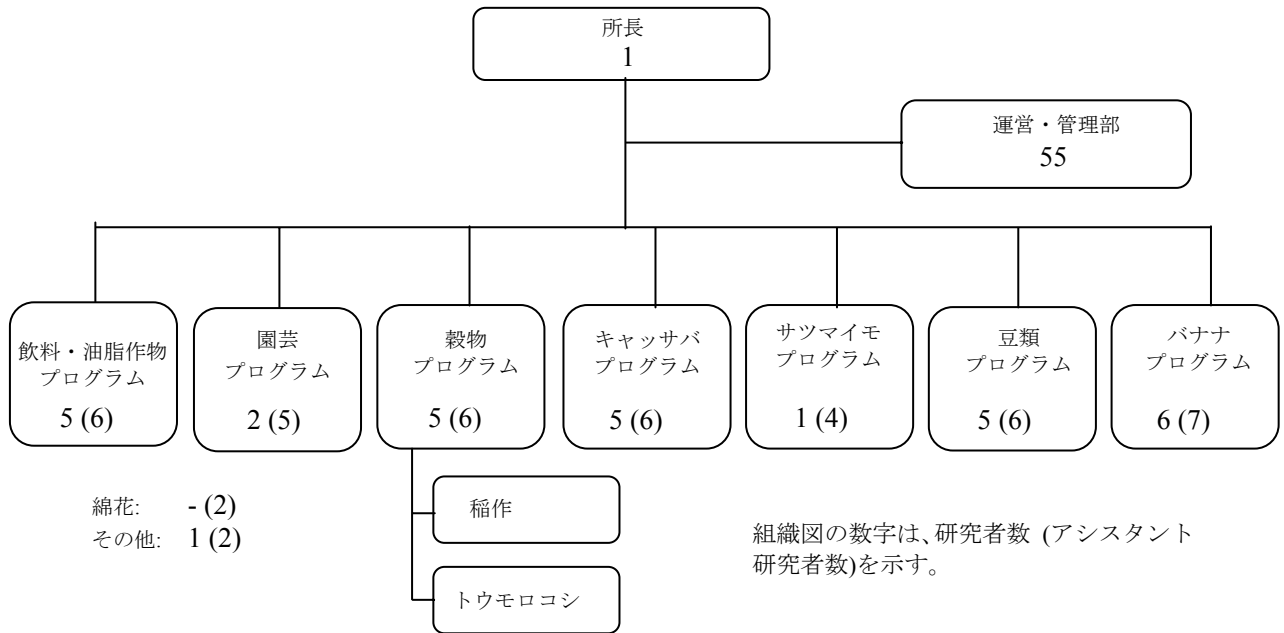 所長
1
運営・管理部
55
飲料・油脂作物
プログラム
5 (6)
園芸
プログラム
2 (5)
穀物
プログラム
5 (6)
キャッサバ
プログラム
5 (6)
サツマイモ
プログラム
1 (4)
豆類
プログラム
5 (6)
バナナ
プログラム
6 (7)
稲作
トウモロコシ
綿花: - (2)
その他: 1 (2)
組織図の数字は、研究者数 (アシスタント
研究者数)を示す。